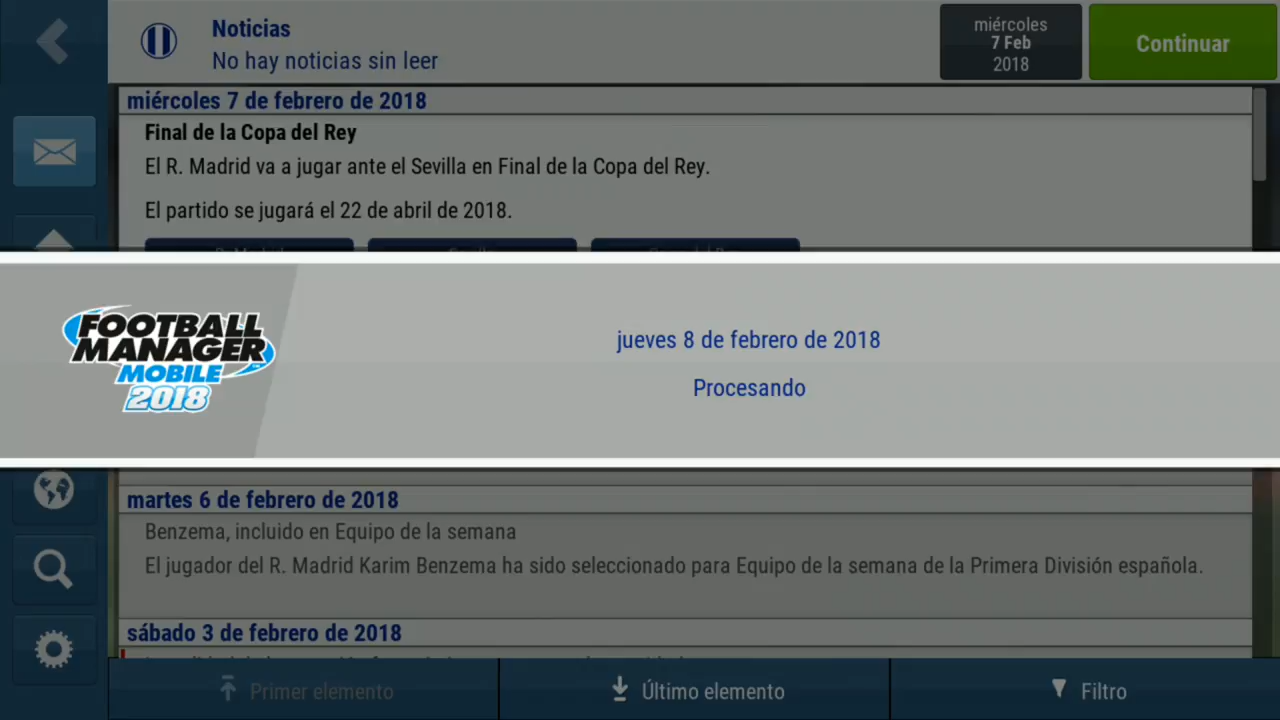 Noticias
No hay noticias sin leer
miércoles
7 Feb
2018
Continuar
miércoles 7 de febrero de 2018
Final de la Copa del Rey
El R. Madrid va a jugar ante el Sevilla en Final de la Copa del Rey.
El partido se jugará el 22 de abril de 2018.
FOOTBALL
MANAGER
MOBILE
2018
jueves 8 de febrero de 2018
Procesando
martes 6 de febrero de 2018
Benzema, incluido en Equipo de la semana
El jugador del R. Madrid Karim Benzema ha sido seleccionado para Equipo de la semana de la Primera División española.
sábado 3 de febrero de 2018
Primer elemento
Último elemento
Filtro